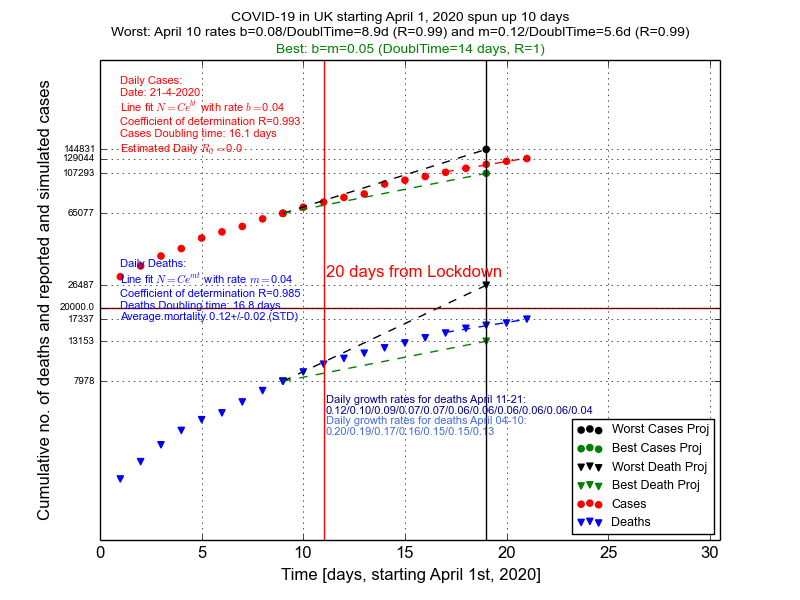 COVID-19 in UK starting April 1, 2020 spun up 10 days
Worst: April 10 rates b=0.08/DoublTime=8.9d (R=0.99) and m=0.12/DoublTime=5.6d (R=0.99)
Best: b=m=0.05 (DoublTime=14 days, R=1)
Cumulative no. of deaths and reported and simulated cases
Daily Cases:
Date: 21-4-2020
Line fit N=Ce^{bt} with rate b=0.04
Coefficient of determination R=0.993
Cases Doubling time: 16.1 days
Estimated Daily R_0=0.0
144831
129044
107293
65077
Daily Deaths:
Line fit N=Ce^{mt} with rate m=0.04
Coefficient of determination R=0.985
Deaths Doubling time: 16.8 days
Average.mortality 0.12+/-0.02 (STD)
20 days from Lockdown
26487
20000.0
17337
13153
7978
Daily growth rates for deaths April 11-21:
0.12/0.10/0.09/0.07/0.07/0.06/0.06/0.06/0.06/0.06/0.04
Daily growth rates for deaths April 04-10:
0.20/0.19/0.17/0.16/0.15/0.15/0.13
Worst Cases Proj
Best Cases Proj
Worst Death Proj
Best Death Proj
Cases
Deaths
0 5 10 15 20 25 30
Time [days, starting April 1st, 2020]